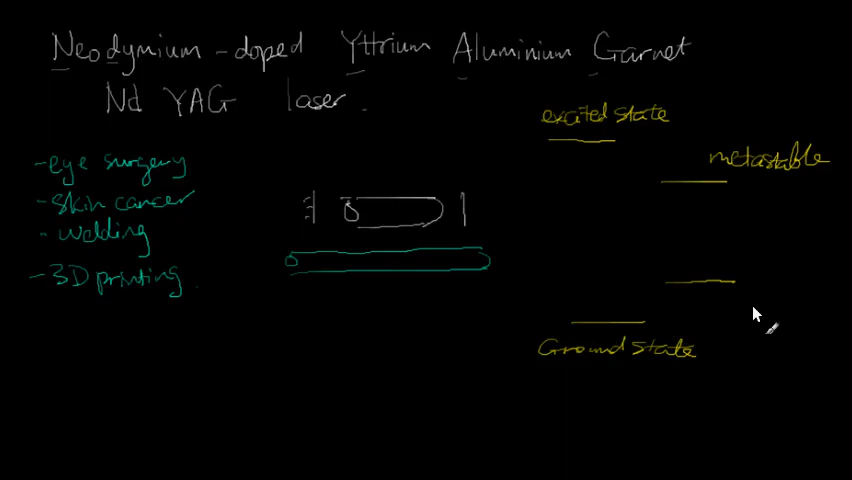 Neodymium - doped Yttrium Aluminium Garnet
Nd YAG laser.
- eye surgery
- skin cancer
- welding
- 3D printing.
excited state
metastable
Ground state